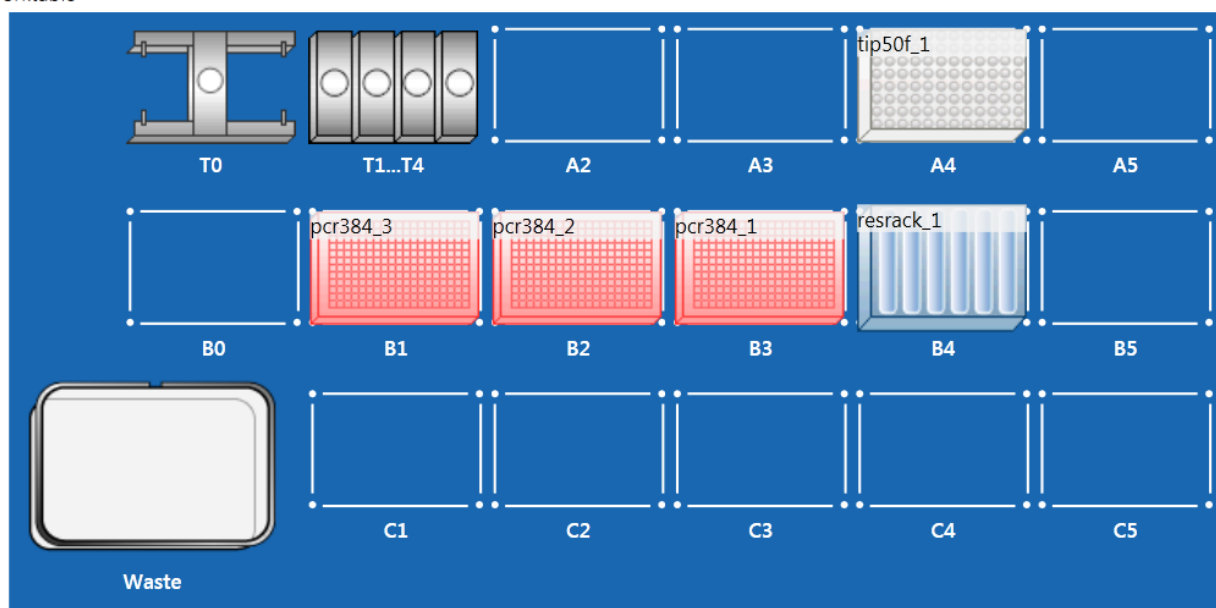 tip50f_1
T0 T1...T4 A2 A3 A4 A5
pcr384_3 pcr384_2 pcr384_1 resrack_1
B0 B1 B2 B3 B4 B5
C1 C2 C3 C4 C5
Waste